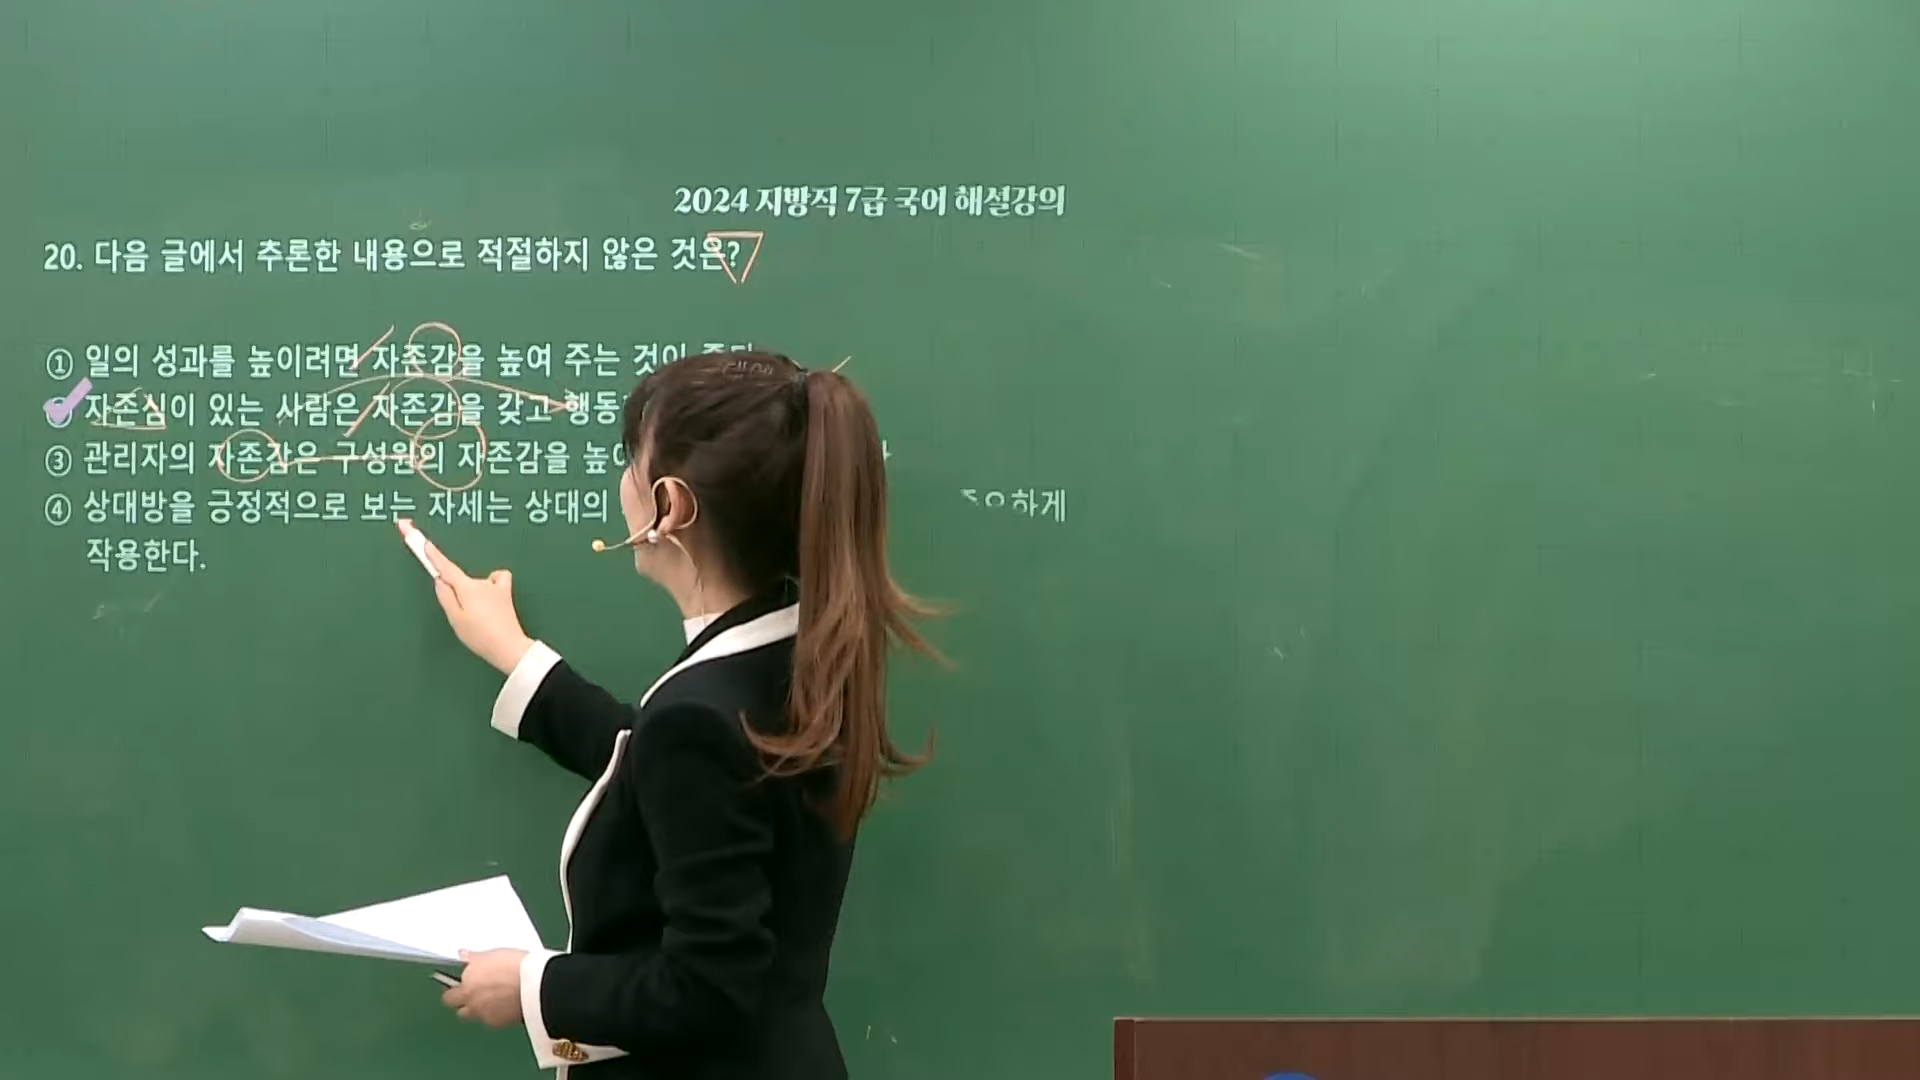 2024 지방직 7급 국어 해설강의
20. 다음 글에서 추론한 내용으로 적절하지 않은 것은?
① 일의 성과를 높이려면 자존감을 높여 주는 것이
자존심이 있는 사람은 자존감을 갖고 행동
③ 관리자의 자존감은 구성원의 자존감을
④ 상대방을 긍정적으로 보는 자세는 상대의
작용한다.